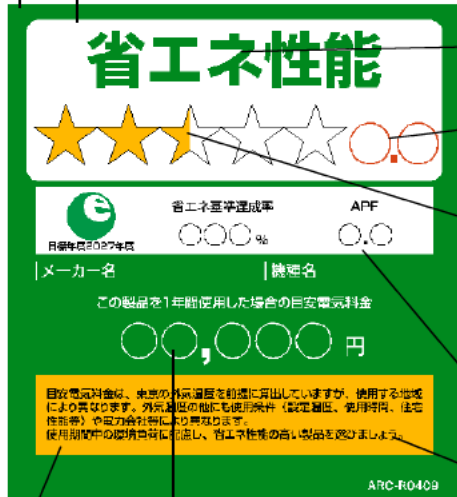 省エネ性能
○.○
e
省エネ基準達成率
APF
目標年度2027年度
○○○%
○.○
メーカー名
機種名
この製品を1年間使用した場合の目安電気料金
○○,○○○円
目安電気料金は、東京の外気温度を前提に算出していますが、使用する地域
により異なります。外気温度の他にも使用条件(設定温度、使用時間、住宅
性能等)や電力会社等により異なります。
使用期間中の環境負荷に配慮し、省エネ性能の高い製品を選びましょう。
ARC-R0409